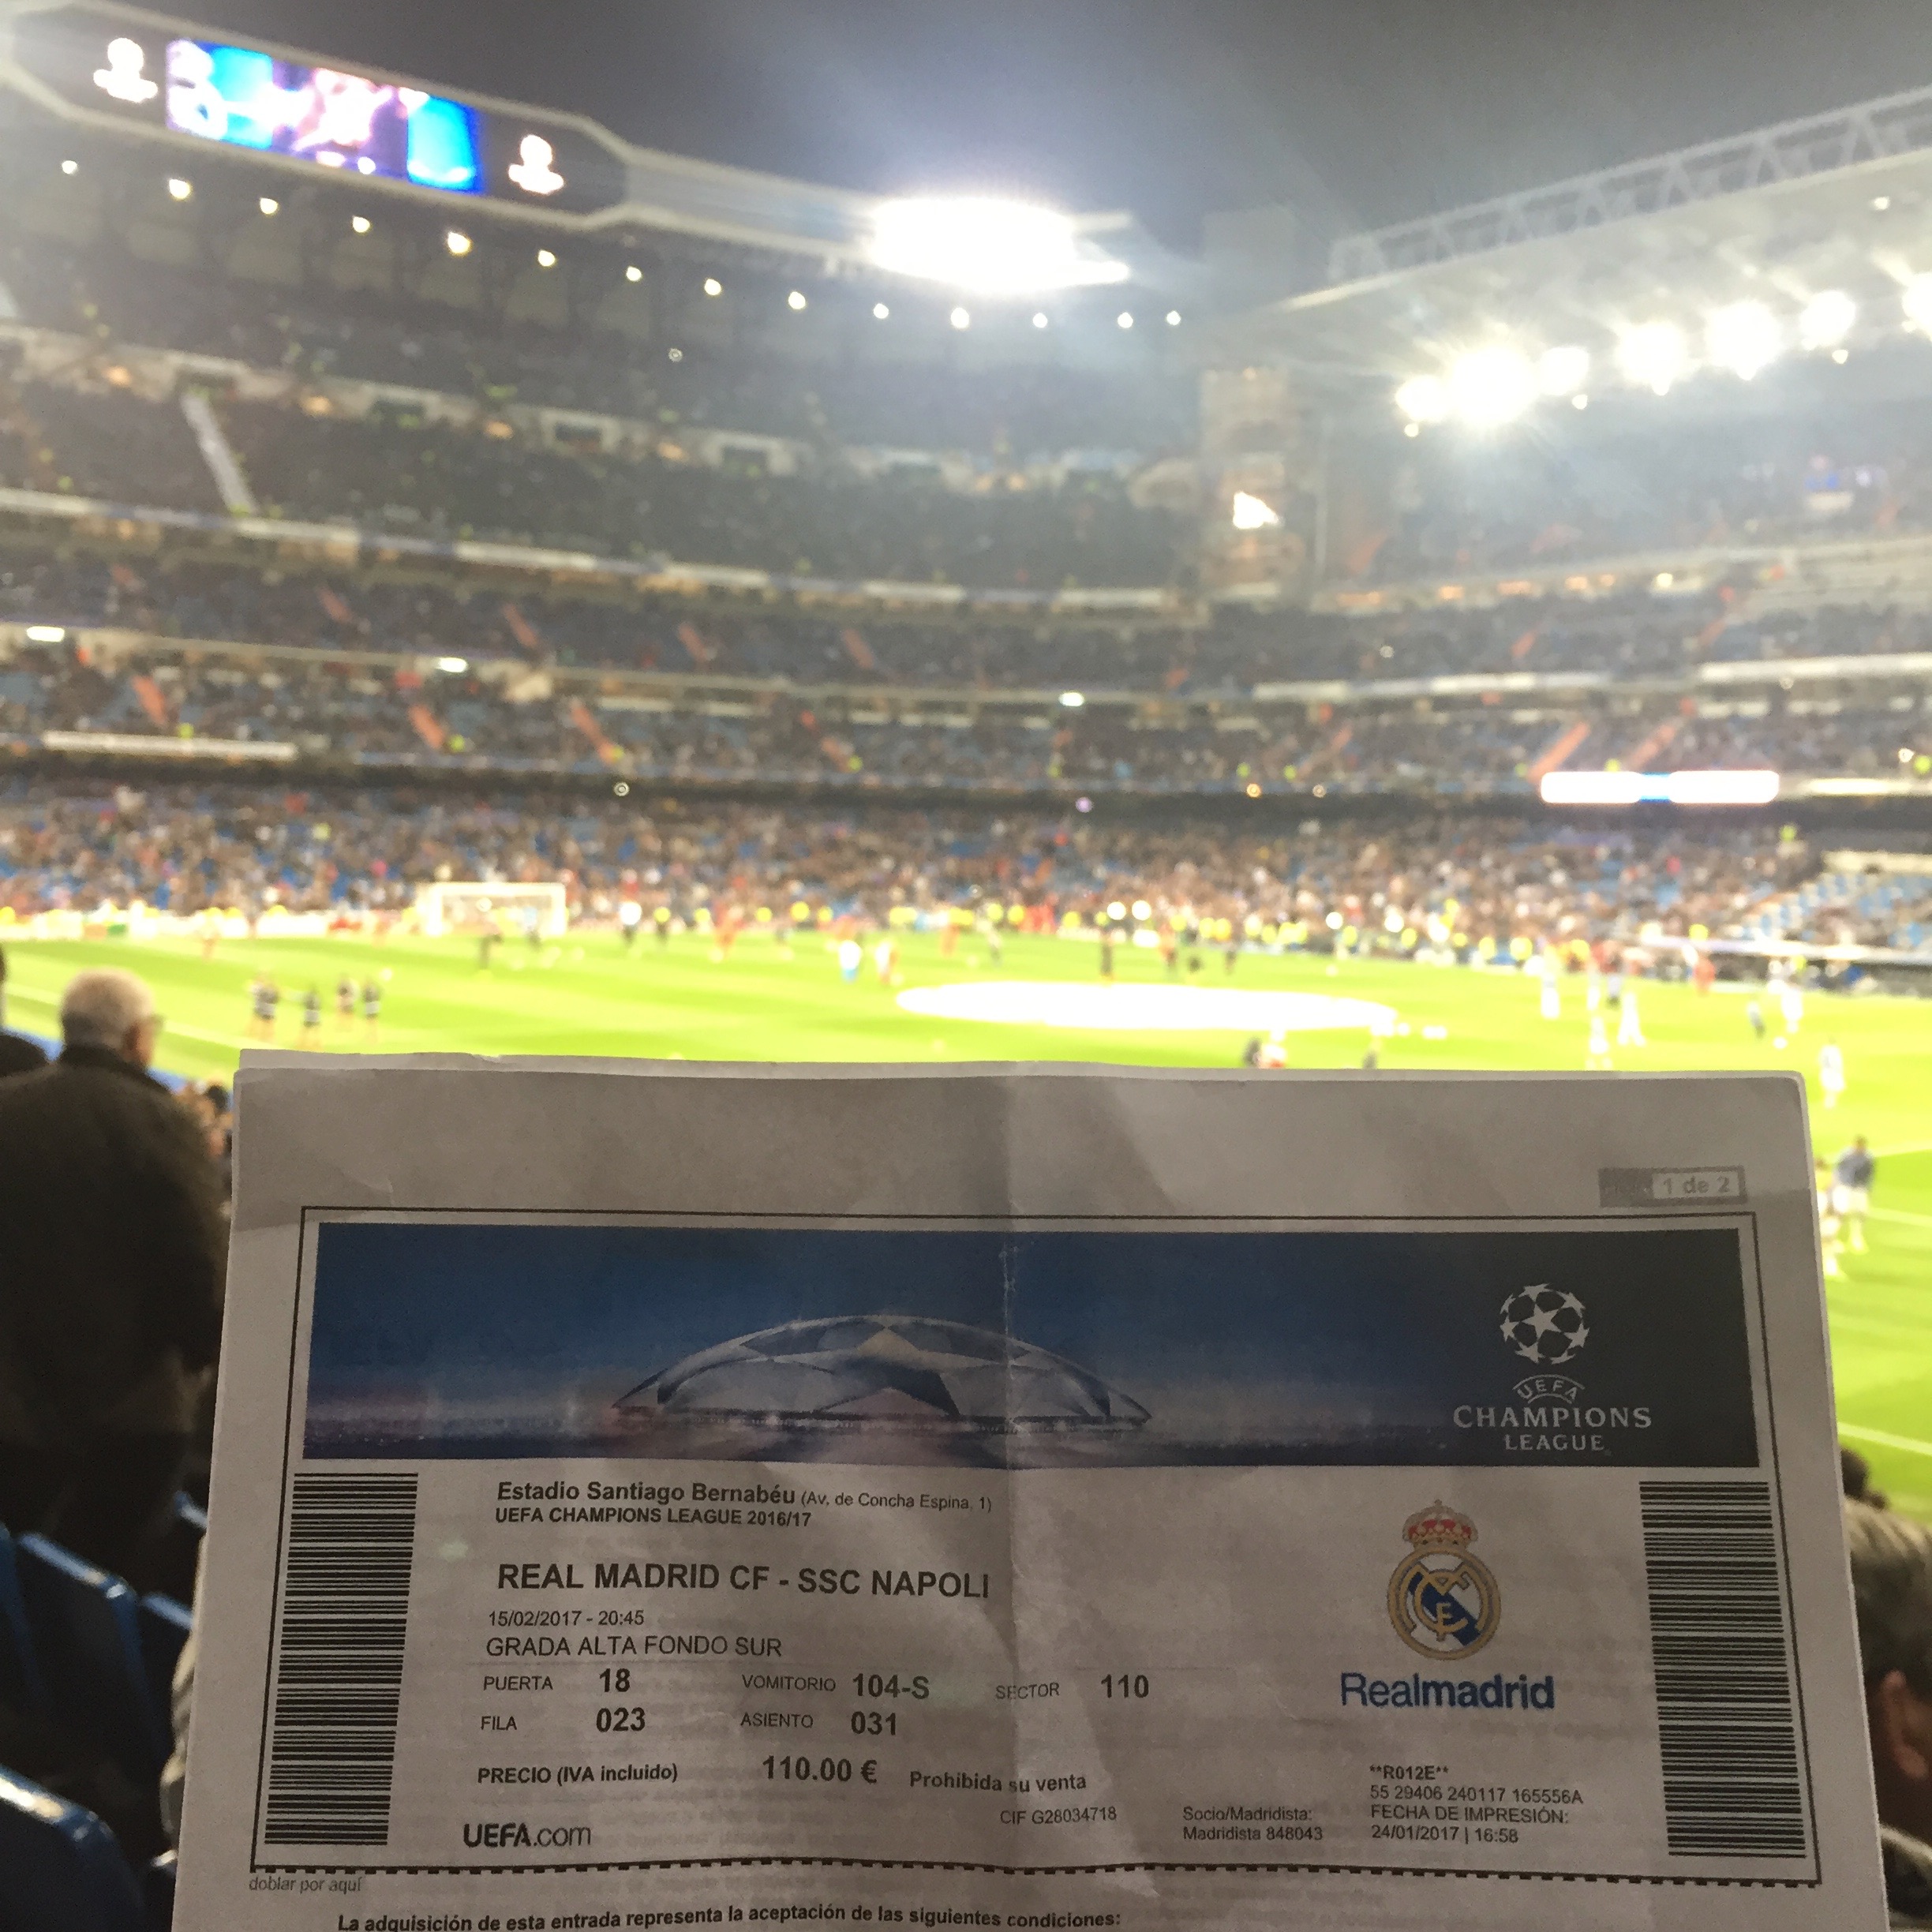 1 de 2
UEFA
CHAMPIONS
LEAGUE
Estadio Santiago Bernabéu (Av. de Concha Espina, 1)
UEFA CHAMPIONS LEAGUE 2016/17
REAL MADRID CF - SSC NAPOLI
15/02/2017 - 20:45
GRADA ALTA FONDO SUR
PUERTA 18 VOMITORIO 104-S SECTOR 110
FILA 023 ASIENTO 031
Realmadrid
PRECIO (IVA incluido) 110.00 € Prohibida su venta
CIF G28034718
UEFA.com
Socio/Madridista:
Madridista 848043
**R012E**
55 29406 240117 165556A
FECHA DE IMPRESIÓN:
24/01/2017 | 16:58
doblar por aquí
La adquisición de esta entrada representa la aceptación de las siguientes condiciones: